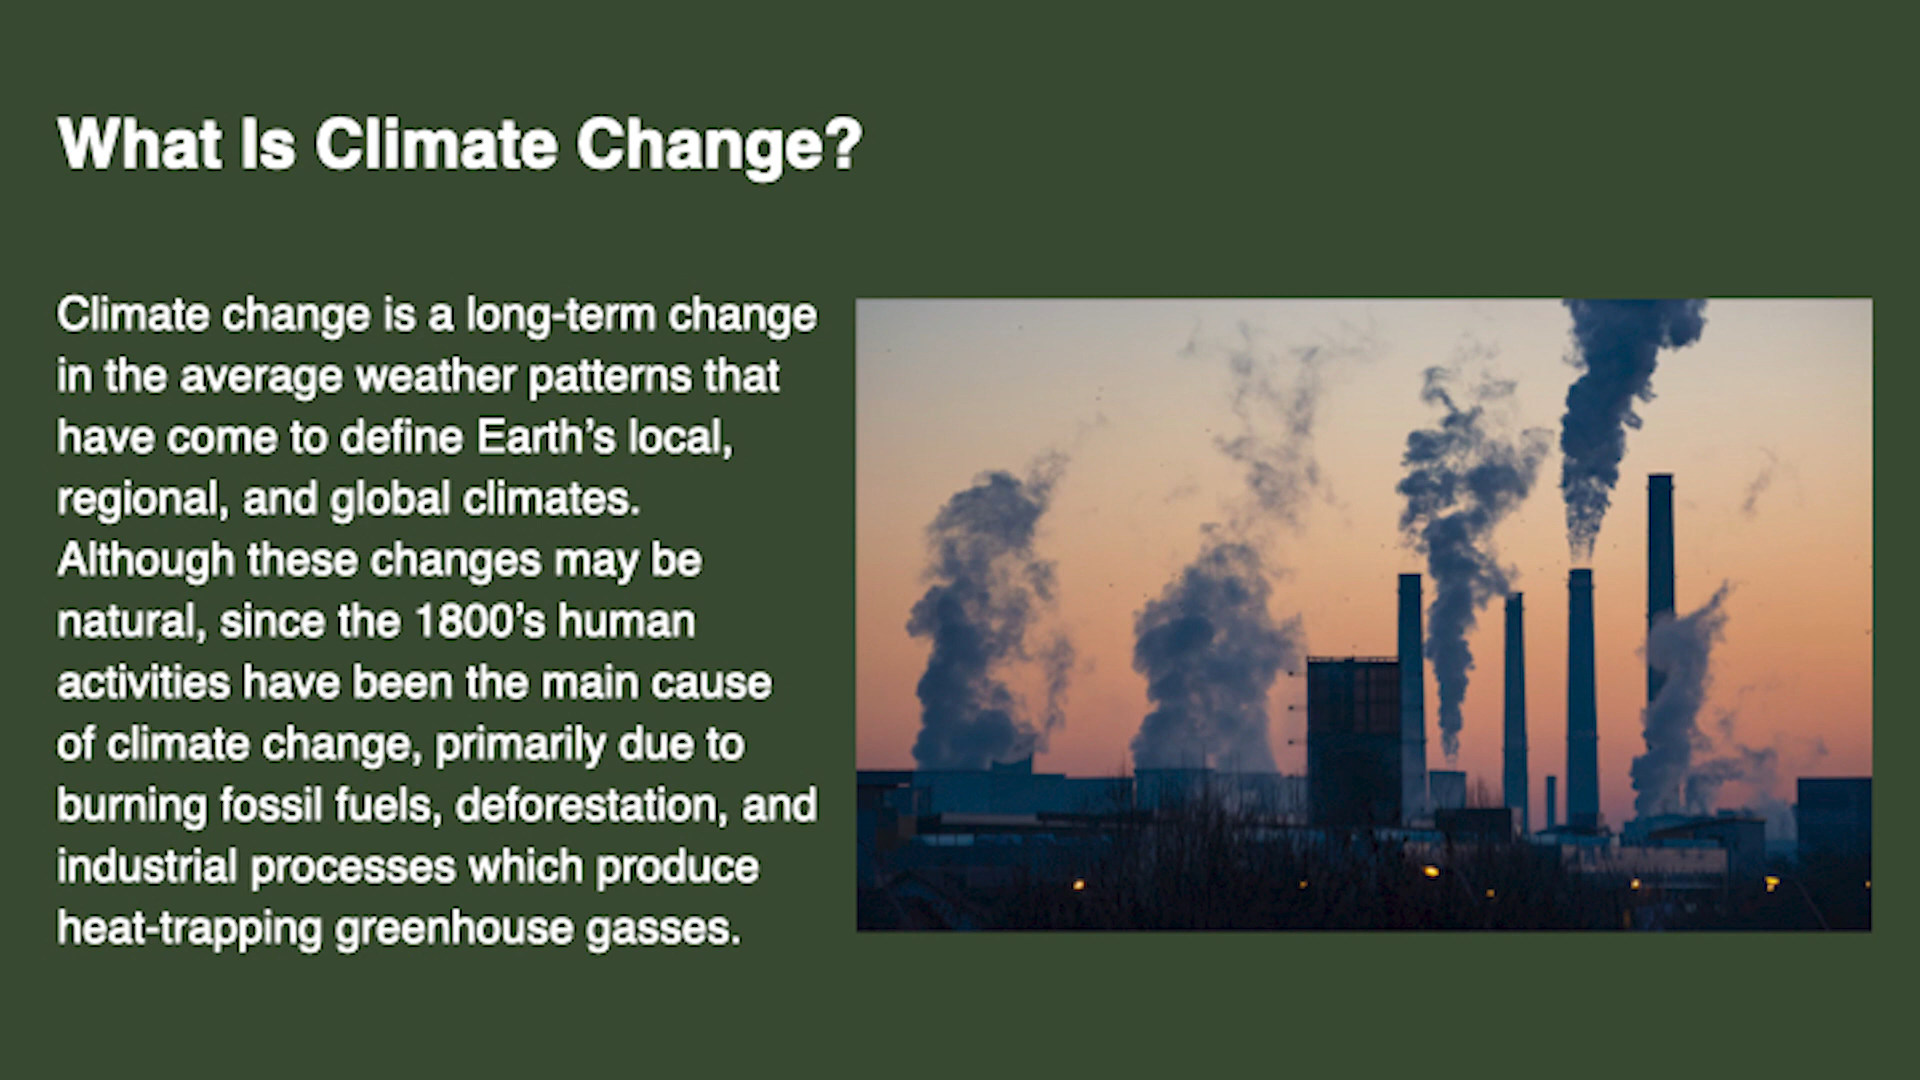 What Is Climate Change?
Climate change is a long-term change
in the average weather patterns that
have come to define Earth’s local,
regional, and global climates.
Although these changes may be
natural, since the 1800’s human
activities have been the main cause
of climate change, primarily due to
burning fossil fuels, deforestation, and
industrial processes which produce
heat-trapping greenhouse gasses.